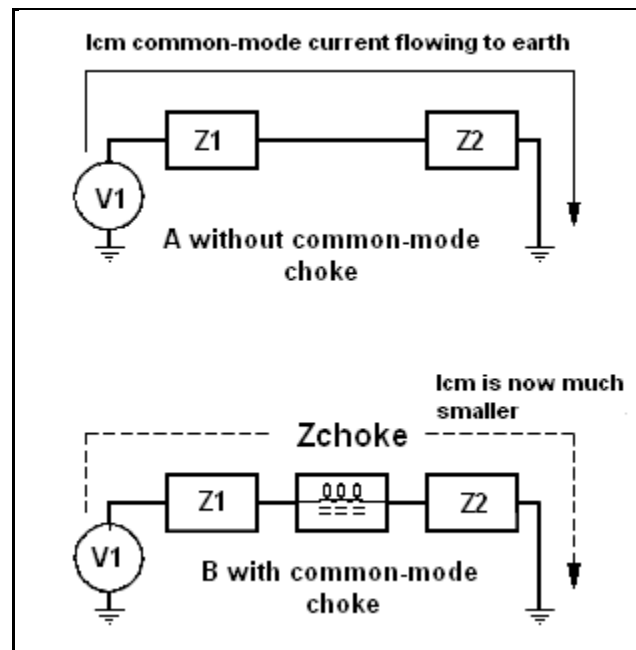 Icm common-mode current flowing to earth
Z1
Z2
V1
A without common-mode
choke
Icm is now much
smaller
Zchoke
Z1
Z2
V1
B with common-mode
choke